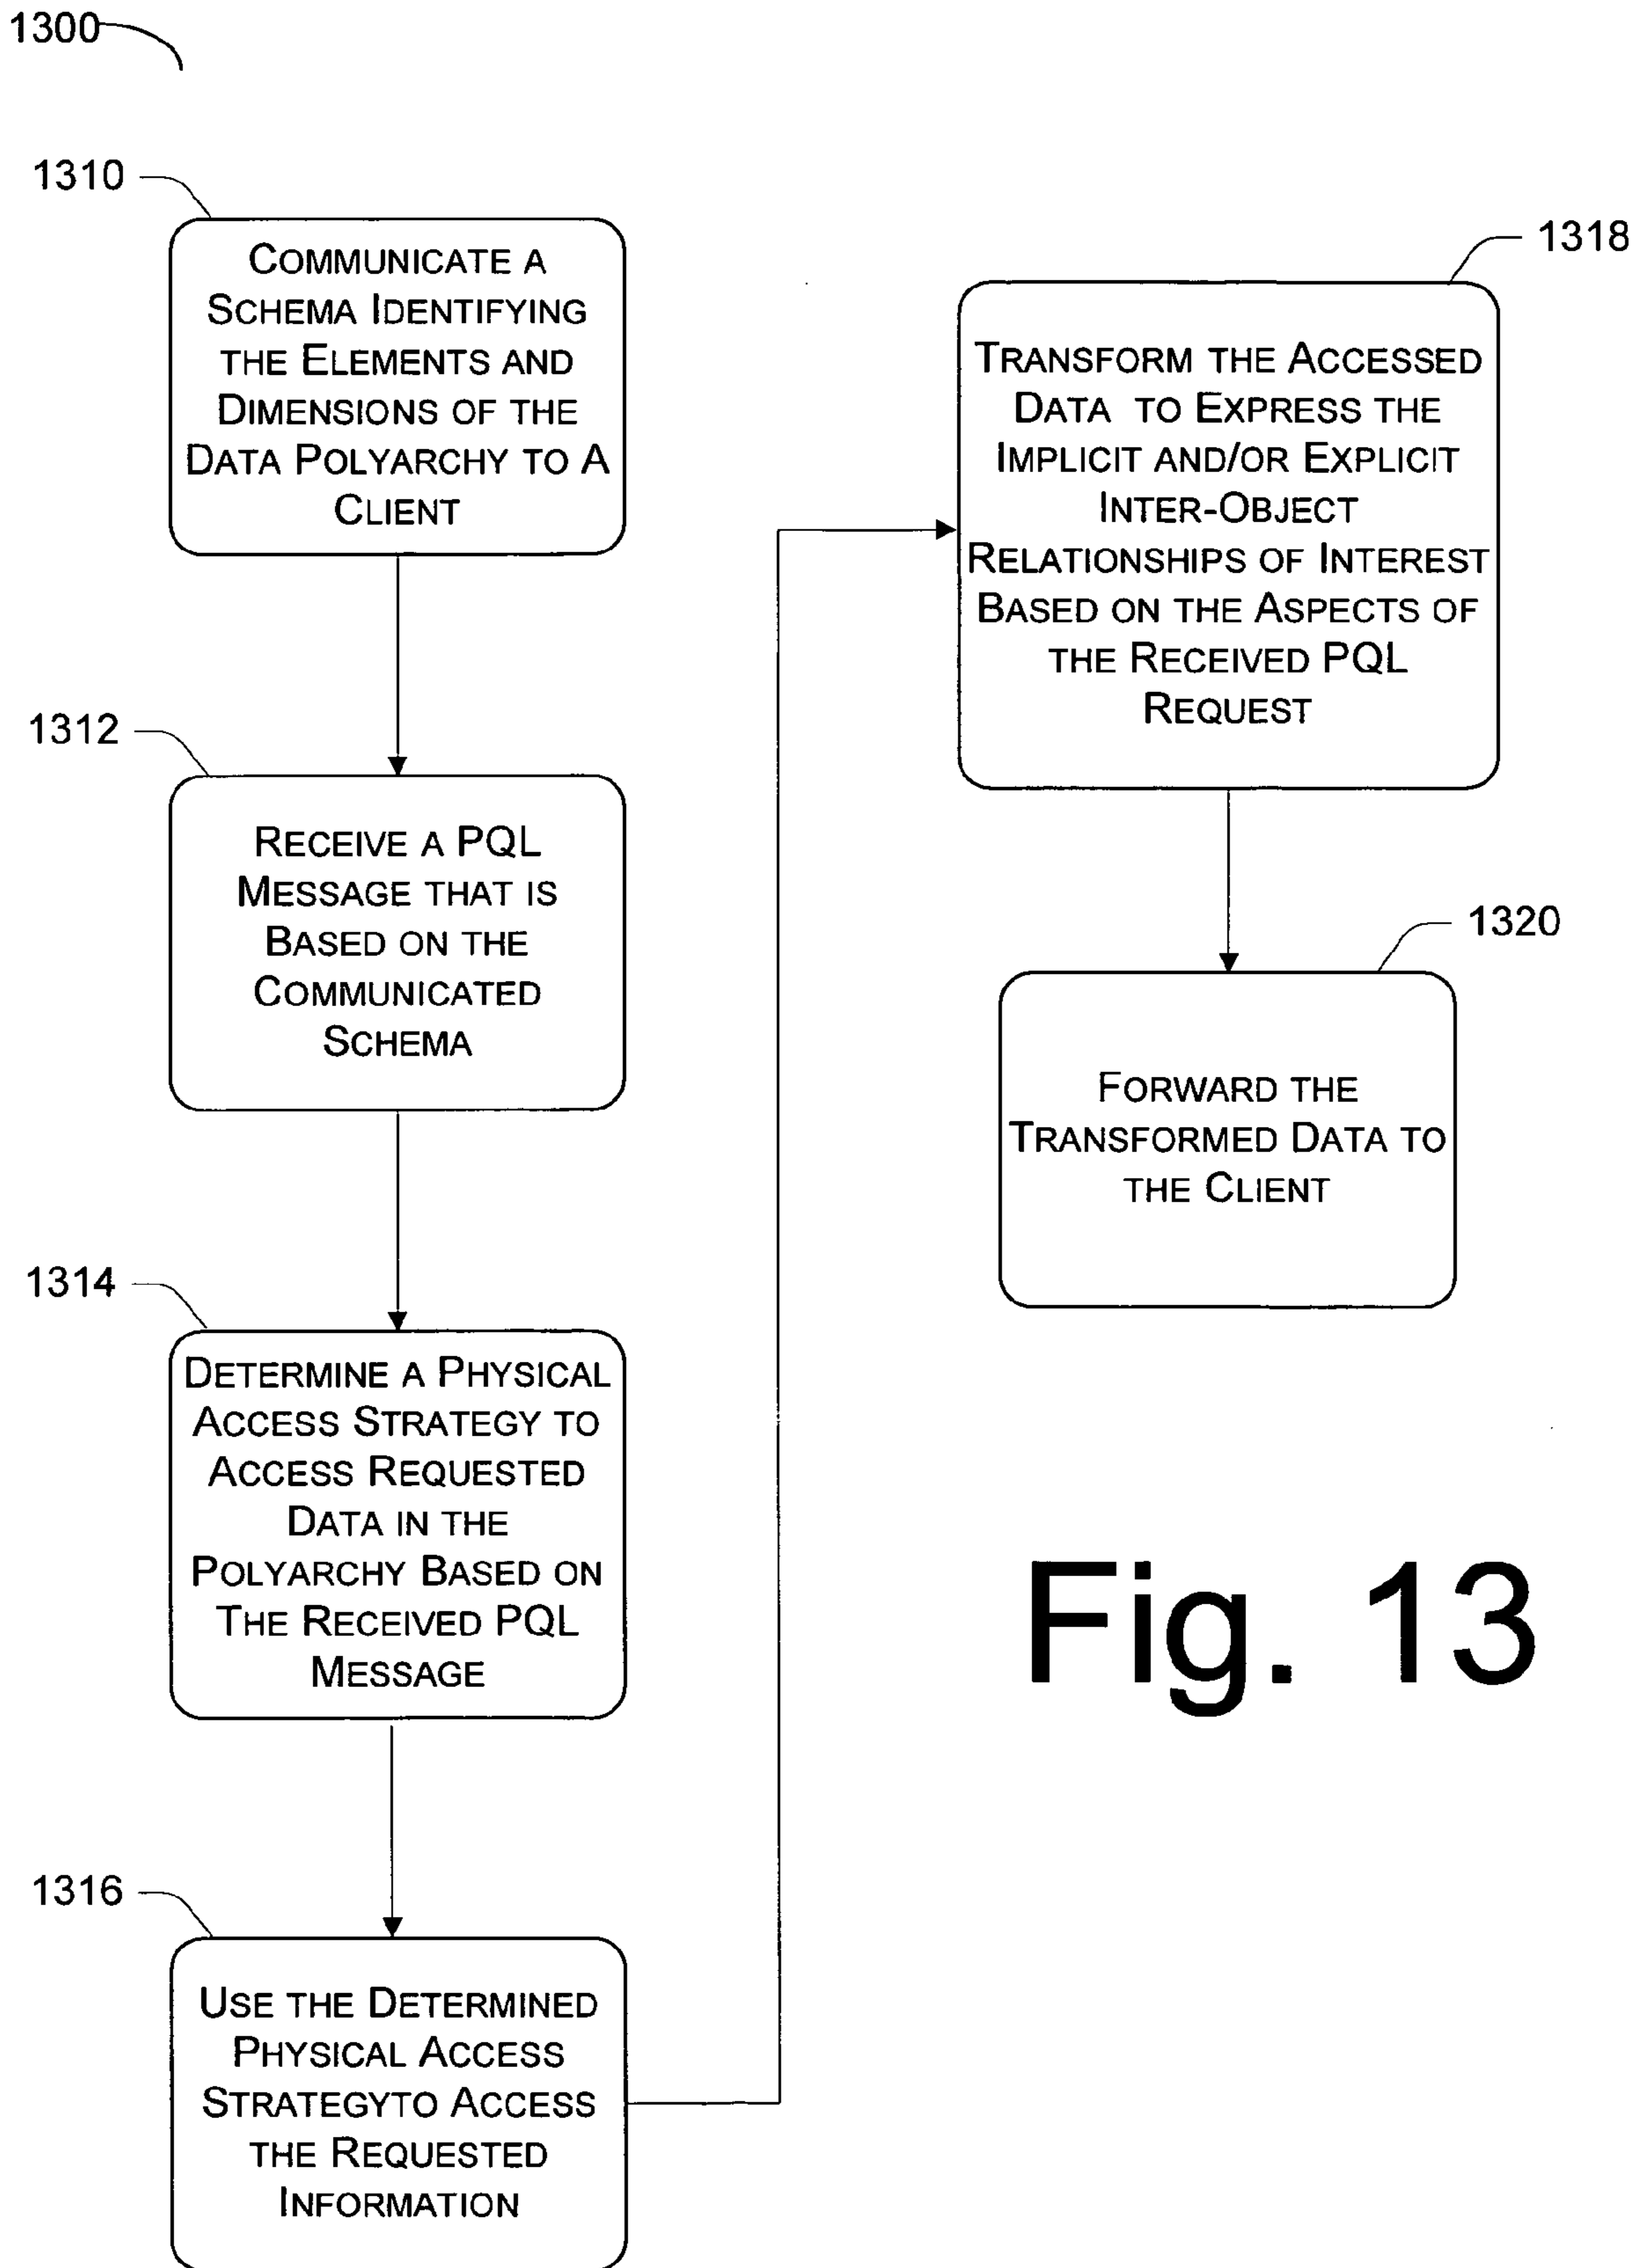 1300
1310
COMMUNICATE A
SCHEMA IDENTIFYING
THE ELEMENTS AND
DIMENSIONS OF THE
DATA POLYARCHY TO A
CLIENT
1312
RECEIVE A PQL
MESSAGE THAT IS
BASED ON THE
COMMUNICATED
SCHEMA
1314
DETERMINE A PHYSICAL
ACCESS STRATEGY TO
ACCESS REQUESTED
DATA IN THE
POLYARCHY BASED ON
THE RECEIVED PQL
MESSAGE
1316
USE THE DETERMINED
PHYSICAL ACCESS
STRATEGYTO ACCESS
THE REQUESTED
INFORMATION
1318
TRANSFORM THE ACCESSED
DATA TO EXPRESS THE
IMPLICIT AND/OR EXPLICIT
INTER-OBJECT
RELATIONSHIPS OF INTEREST
BASED ON THE ASPECTS OF
THE RECEIVED PQL
REQUEST
1320
FORWARD THE
TRANSFORMED DATA TO
THE CLIENT
Fig. 13